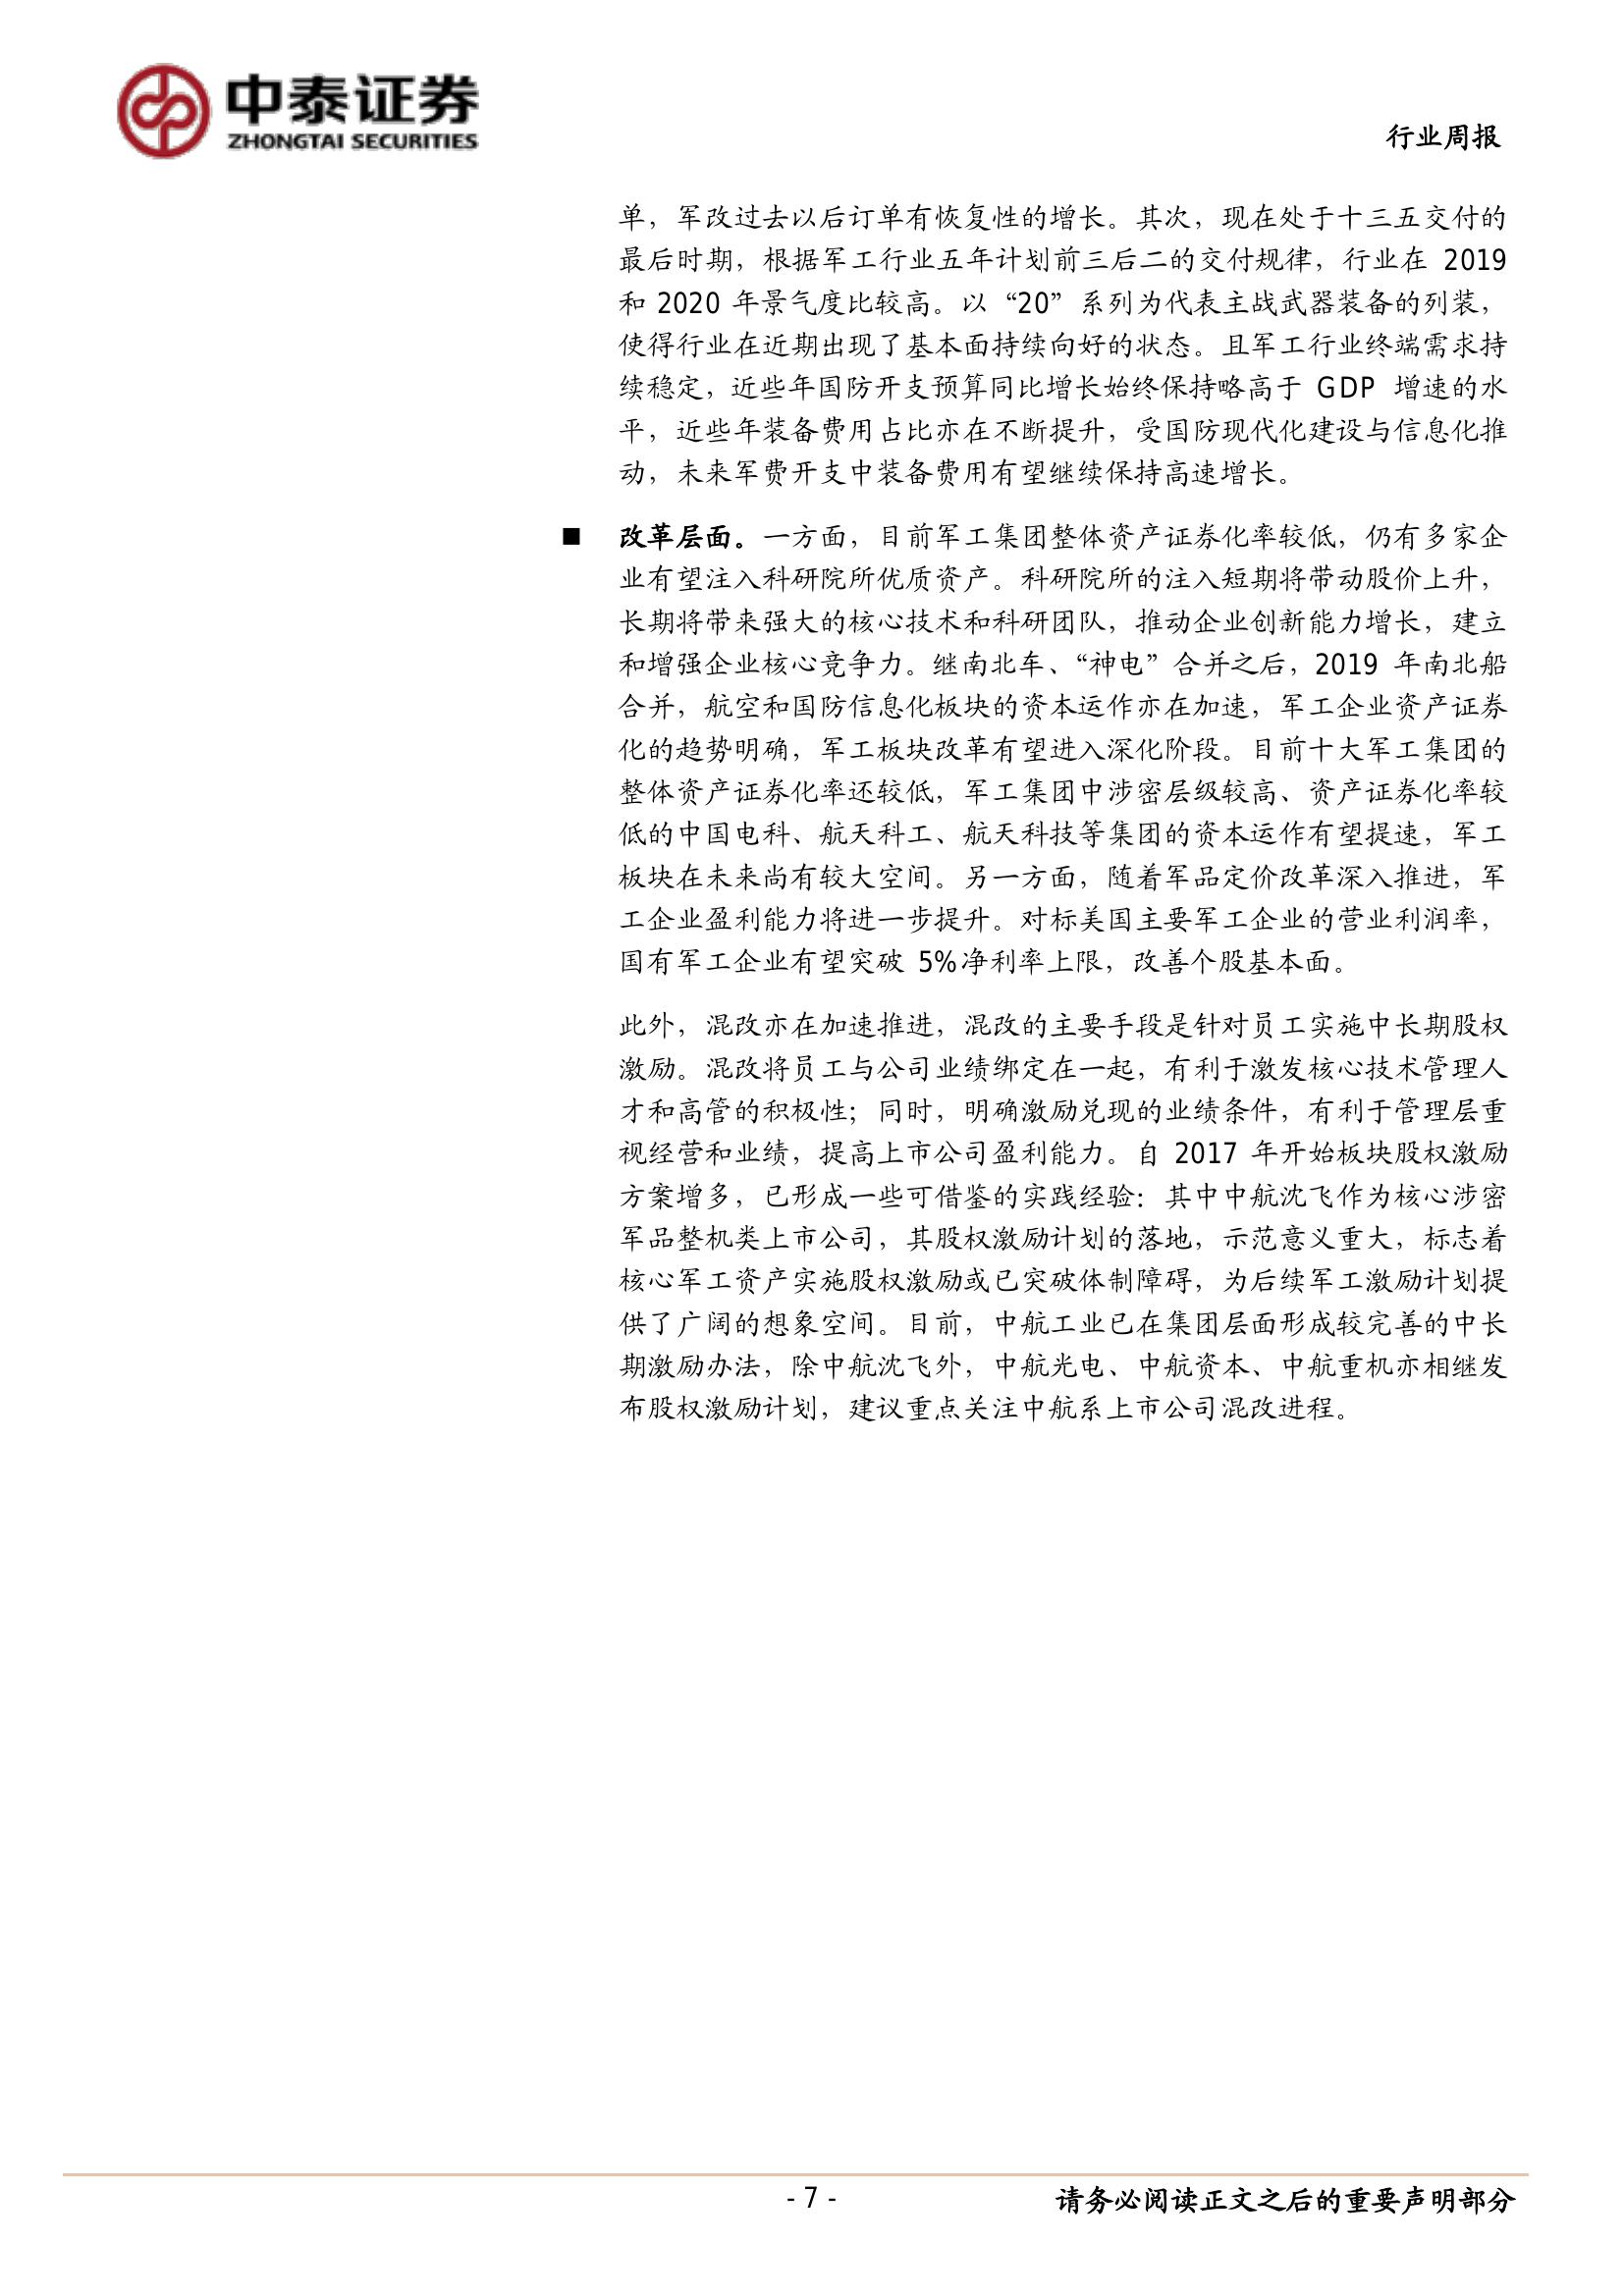 中泰证券
ZHONGTAI SECURITIES
行业周报
单，军改过去以后订单有恢复性的增长。其次，现在处于十三五交付的
最后时期，根据军工行业五年计划前三后二的交付规律，行业在 2019
和 2020 年景气度比较高。以“20”系列为代表主战武器装备的列装，
使得行业在近期出现了基本面持续向好的状态。且军工行业终端需求持
续稳定，近些年国防开支预算同比增长始终保持略高于 GDP 增速的水
平，近些年装备费用占比亦在不断提升，受国防现代化建设与信息化推
动，未来军费开支中装备费用有望继续保持高速增长。
■ 改革层面。一方面，目前军工集团整体资产证券化率较低，仍有多家企
业有望注入科研院所优质资产。科研院所的注入短期将带动股价上升，
长期将带来强大的核心技术和科研团队，推动企业创新能力增长，建立
和增强企业核心竞争力。继南北车、“神电”合并之后，2019 年南北船
合并，航空和国防信息化板块的资本运作亦在加速，军工企业资产证券
化的趋势明确，军工板块改革有望进入深化阶段。目前十大军工集团的
整体资产证券化率还较低，军工集团中涉密层级较高、资产证券化率较
低的中国电科、航天科工、航天科技等集团的资本运作有望提速，军工
板块在未来尚有较大空间。另一方面，随着军品定价改革深入推进，军
工企业盈利能力将进一步提升。对标美国主要军工企业的营业利润率，
国有军工企业有望突破 5%净利率上限，改善个股基本面。
此外，混改亦在加速推进，混改的主要手段是针对员工实施中长期股权
激励。混改将员工与公司业绩绑定在一起，有利于激发核心技术管理人
才和高管的积极性；同时，明确激励兑现的业绩条件，有利于管理层重
视经营和业绩，提高上市公司盈利能力。自 2017 年开始板块股权激励
方案增多，已形成一些可借鉴的实践经验：其中中航沈飞作为核心涉密
军品整机类上市公司，其股权激励计划的落地，示范意义重大，标志着
核心军工资产实施股权激励或已突破体制障碍，为后续军工激励计划提
供了广阔的想象空间。目前，中航工业已在集团层面形成较完善的中长
期激励办法，除中航沈飞外，中航光电、中航资本、中航重机亦相继发
布股权激励计划，建议重点关注中航系上市公司混改进程。
- 7 -
请务必阅读正文之后的重要声明部分